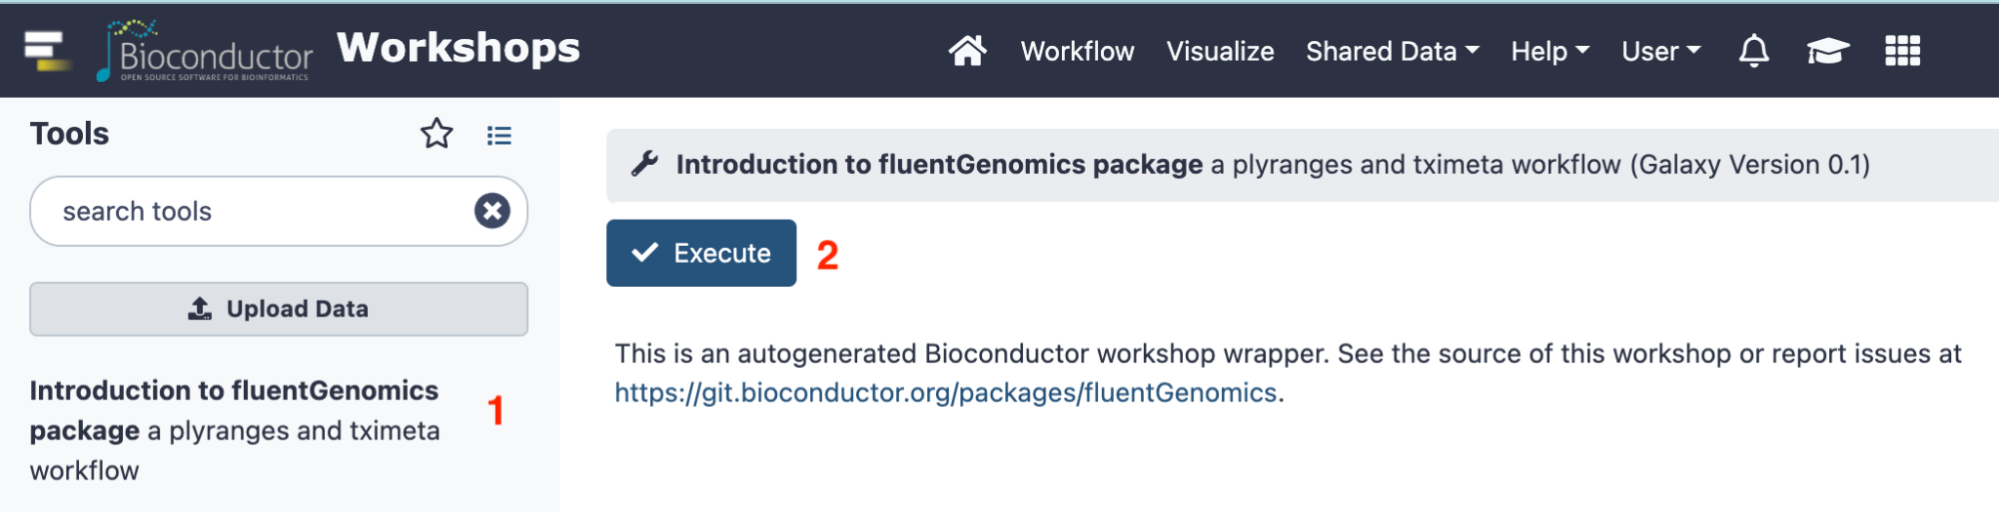 Bioconductor
OPEN SOURCE SOFTWARE FOR BIOINFORMATICS
Workshops
Workflow Visualize Shared Data Help User
Tools
search tools
Upload Data
Introduction to fluentGenomics
package a plyranges and tximeta
workflow
1
Introduction to fluentGenomics package a plyranges and tximeta workflow (Galaxy Version 0.1)
Execute 2
This is an autogenerated Bioconductor workshop wrapper. See the source of this workshop or report issues at
https://git.bioconductor.org/packages/fluentGenomics.